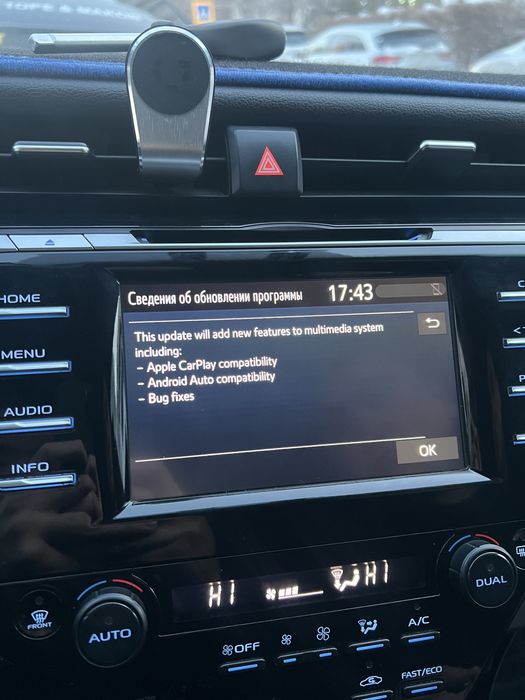 HOME
MENU
AUDIO
INFO
Сведения об обновлении программы 17:43
This update will add new features to multimedia system
including:
– Apple CarPlay compatibility
– Android Auto compatibility
– Bug fixes
OK
HI
HI
FRONT
AUTO
OFF
A/C
FAST/ECO
DUAL